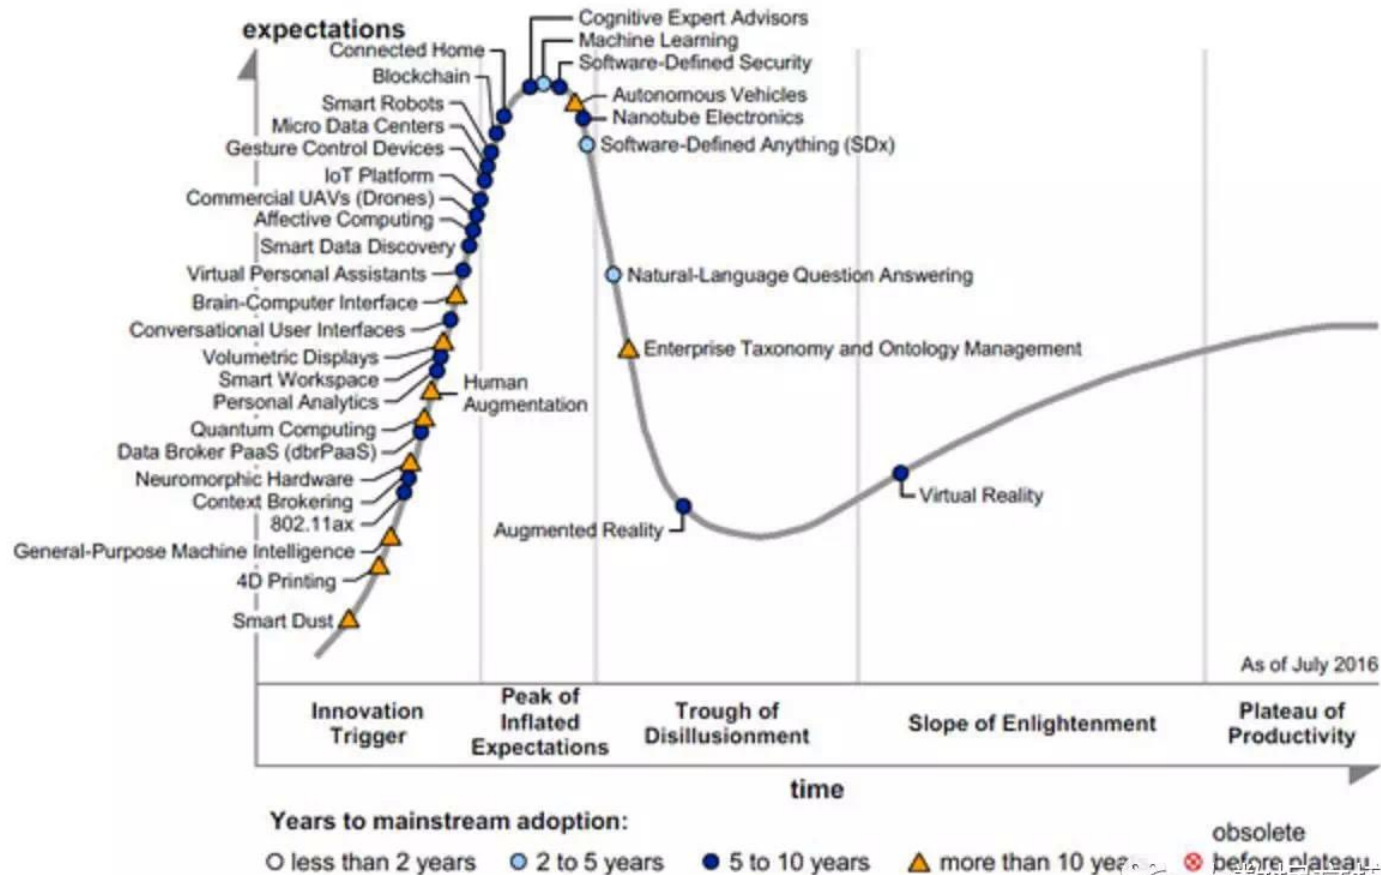 expectations
Cognitive Expert Advisors
Machine Learning
Software-Defined Security
Connected Home
Blockchain
Smart Robots
Micro Data Centers
Gesture Control Devices
IoT Platform
Commercial UAVs (Drones)
Affective Computing
Smart Data Discovery
Virtual Personal Assistants
Brain-Computer Interface
Conversational User Interfaces
Volumetric Displays
Smart Workspace
Personal Analytics
Quantum Computing
Data Broker PaaS (dbrPaaS)
Neuromorphic Hardware
Context Brokering
802.11ax
General-Purpose Machine Intelligence
4D Printing
Smart Dust
Human
Augmentation
Autonomous Vehicles
Nanotube Electronics
Software-Defined Anything (SDx)
Natural-Language Question Answering
Enterprise Taxonomy and Ontology Management
Augmented Reality
Virtual Reality
As of July 2016
Innovation
Trigger
Peak of
Inflated
Expectations
Trough of
Disillusionment
Slope of Enlightenment
Plateau of
Productivity
time
Years to mainstream adoption:
less than 2 years
2 to 5 years
5 to 10 years
more than 10
obsolete
before plateau